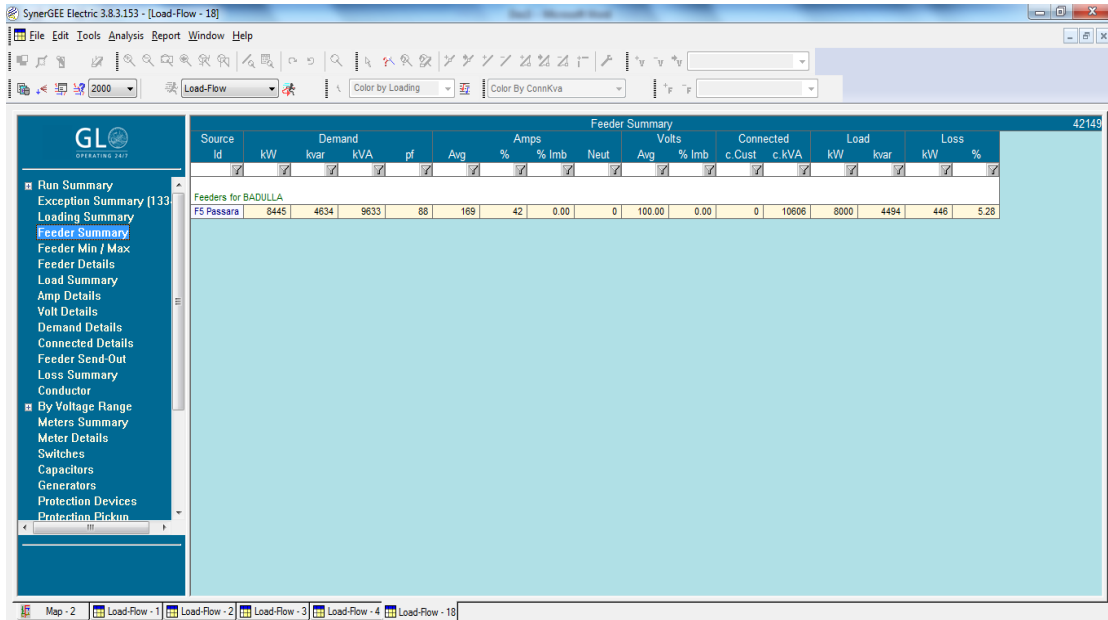 SynerGEE Electric 3.8.3.153 - [Load-Flow - 18]
File Edit Tools Analysis Report Window Help
2000 Load-Flow Color by Loading Color By ConnKva
GL
OPERATING 24/7
Run Summary
Exception Summary (133
Loading Summary
Feeder Summary
Feeder Min / Max
Feeder Details
Load Summary
Amp Details
Volt Details
Demand Details
Connected Details
Feeder Send-Out
Loss Summary
Conductor
By Voltage Range
Meters Summary
Meter Details
Switches
Capacitors
Generators
Protection Devices
Protection Pickup
Feeder Summary 42149
Source Demand Amps Volts Connected Load Loss
Id kW kvar kVA pf Avg % % Imb Neut Avg % Imb c.Cust c.kVA kW kvar kW %
Feeders for BADULLA
F5 Passara 8445 4634 9633 88 169 42 0.00 0 100.00 0.00 0 10606 8000 4494 446 5.28
Map - 2 Load-Flow - 1 Load-Flow - 2 Load-Flow - 3 Load-Flow - 4 Load-Flow - 18